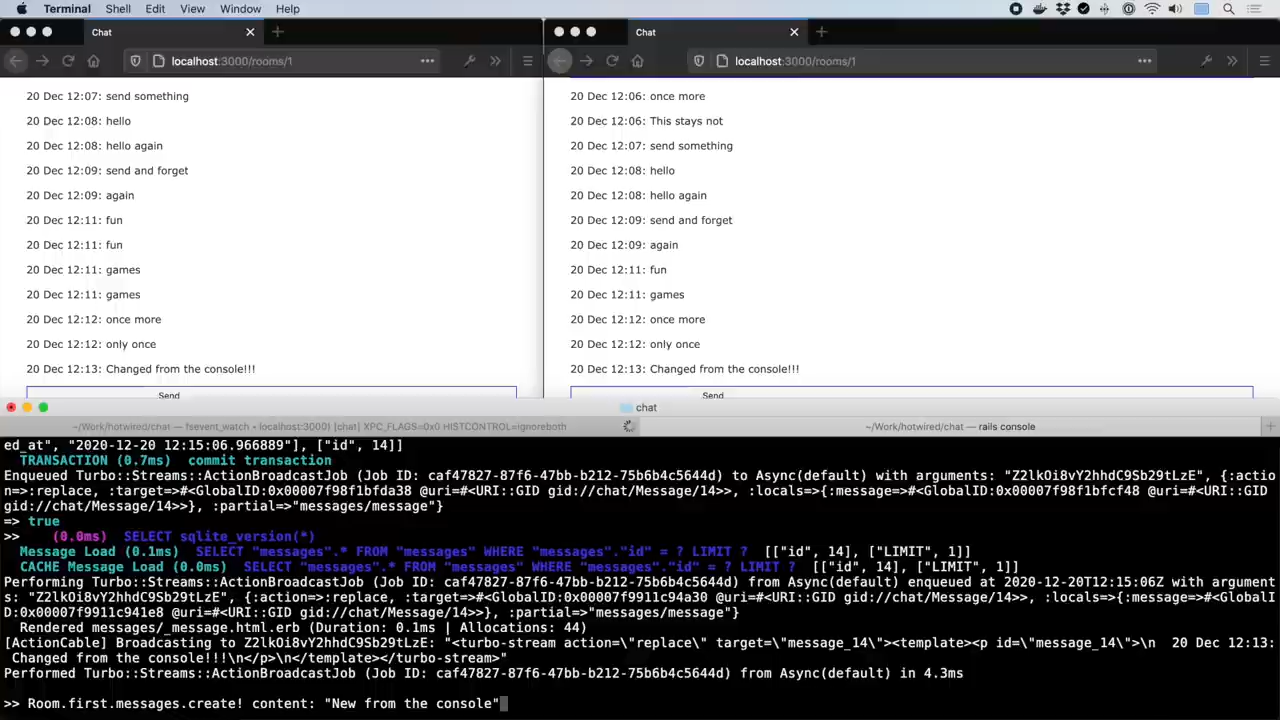 Terminal Shell Edit View Window Help
Chat
Chat
localhost:3000/rooms/1
localhost:3000/rooms/1
20 Dec 12:07: send something
20 Dec 12:08: hello
20 Dec 12:08: hello again
20 Dec 12:09: send and forget
20 Dec 12:09: again
20 Dec 12:11: fun
20 Dec 12:11: fun
20 Dec 12:11: games
20 Dec 12:11: games
20 Dec 12:12: once more
20 Dec 12:12: only once
20 Dec 12:13: Changed from the console!!!
Send
20 Dec 12:06: once more
20 Dec 12:06: This stays not
20 Dec 12:07: send something
20 Dec 12:08: hello
20 Dec 12:08: hello again
20 Dec 12:09: send and forget
20 Dec 12:09: again
20 Dec 12:11: fun
20 Dec 12:11: games
20 Dec 12:12: once more
20 Dec 12:12: only once
20 Dec 12:13: Changed from the console!!!
Send
chat
~/Work/hotwired/chat — fsevent_watch • localhost:3000) [chat] XPC_FLAGS=0x0 HISTCONTROL=ignoreboth
~/Work/hotwired/chat — rails console
ed_at", "2020-12-20 12:15:06.966889"], ["id", 14]]
TRANSACTION (0.7ms)  commit transaction
Enqueued Turbo::Streams::ActionBroadcastJob (Job ID: caf47827-87f6-47bb-b212-75b6b4c5644d) to Async(default) with arguments: "Z2lkOi8vY2hhdC9Sb29tLzE", {:actio
n=>:replace, :target=>#<GlobalID:0x00007f98f1bfda38 @uri=#<URI::GID gid://chat/Message/14>>, :locals=>{:message=>#<GlobalID:0x00007f98f1bfcf48 @uri=#<URI::GID
gid://chat/Message/14>>}, :partial=>"messages/message"}
=> true
>>    (0.0ms)  SELECT sqlite_version(*)
Message Load (0.1ms)  SELECT "messages".* FROM "messages" WHERE "messages"."id" = ? LIMIT ?  [["id", 14], ["LIMIT", 1]]
CACHE Message Load (0.0ms)  SELECT "messages".* FROM "messages" WHERE "messages"."id" = ? LIMIT ?  [["id", 14], ["LIMIT", 1]]
Performing Turbo::Streams::ActionBroadcastJob (Job ID: caf47827-87f6-47bb-b212-75b6b4c5644d) from Async(default) enqueued at 2020-12-20T12:15:06Z with argument
s: "Z2lkOi8vY2hhdC9Sb29tLzE", {:action=>:replace, :target=>#<GlobalID:0x00007f9911c94a30 @uri=#<URI::GID gid://chat/Message/14>>, :locals=>{:message=>#<GlobalI
D:0x00007f9911c941e8 @uri=#<URI::GID gid://chat/Message/14>>}, :partial=>"messages/message"}
Rendered messages/_message.html.erb (Duration: 0.1ms | Allocations: 44)
[ActionCable] Broadcasting to Z2lkOi8vY2hhdC9Sb29tLzE: "<turbo-stream action=\"replace\" target=\"message_14\"><template><p id=\"message_14\">\n  20 Dec 12:13:
Changed from the console!!!\n</p>\n</template></turbo-stream>"
Performed Turbo::Streams::ActionBroadcastJob (Job ID: caf47827-87f6-47bb-b212-75b6b4c5644d) from Async(default) in 4.3ms
>> Room.first.messages.create! content: "New from the console"